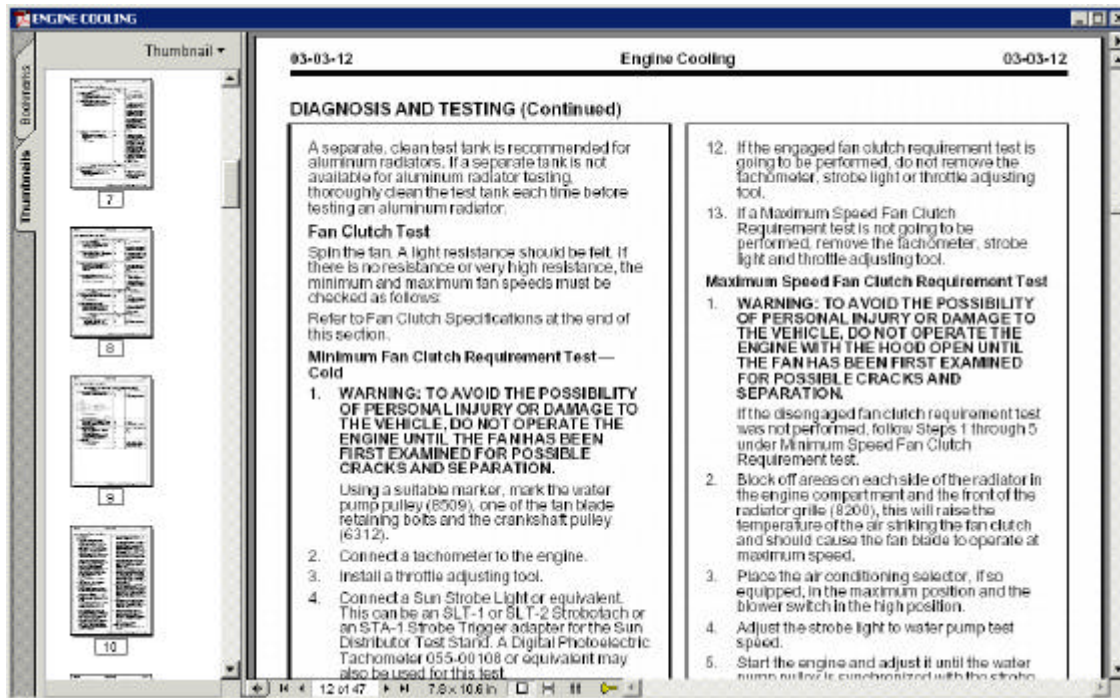 ENGINE COOLING
Bookmarks
Thumbnails
Thumbnail
7
8
9
10
03-03-12
Engine Cooling
03-03-12
DIAGNOSIS AND TESTING (Continued)
A separate, clean test tank is recommended for
aluminum radiators. If a separate tank is not
available for aluminum radiator testing,
thoroughly clean the test tank each time before
testing an aluminum radiator.
Fan Clutch Test
Spin the fan. A light resistance should be felt. If
there is no resistance or very high resistance, the
minimum and maximum fan speeds must be
checked as follows:
Refer to Fan Clutch Specifications at the end of
this section.
Minimum Fan Clutch Requirement Test—
Cold
1. WARNING: TO AVOID THE POSSIBILITY
OF PERSONAL INJURY OR DAMAGE TO
THE VEHICLE, DO NOT OPERATE THE
ENGINE UNTIL THE FAN HAS BEEN
FIRST EXAMINED FOR POSSIBLE
CRACKS AND SEPARATION.
Using a suitable marker, mark the water
pump pulley (8509), one of the fan blade
retaining bolts and the crankshaft pulley
(6312).
2. Connect a tachometer to the engine.
3. Install a throttle adjusting tool.
4. Connect a Sun Strobe Light or equivalent.
This can be an SLT-1 or SLT-2 Strobotach or
an STA-1 Strobe Trigger adapter for the Sun
Distributor Test Stand. A Digital Photoelectric
Tachometer 055-00108 or equivalent may
also be used for this test.
12. If the engaged fan clutch requirement test is
going to be performed, do not remove the
tachometer, strobe light or throttle adjusting
tool.
13. If a Maximum Speed Fan Clutch
Requirement test is not going to be
performed, remove the tachometer, strobe
light and throttle adjusting tool.
Maximum Speed Fan Clutch Requirement Test
1. WARNING: TO AVOID THE POSSIBILITY
OF PERSONAL INJURY OR DAMAGE TO
THE VEHICLE, DO NOT OPERATE THE
ENGINE WITH THE HOOD OPEN UNTIL
THE FAN HAS BEEN FIRST EXAMINED
FOR POSSIBLE CRACKS AND
SEPARATION.
If the disengaged fan clutch requirement test
was not performed, follow Steps 1 through 5
under Minimum Speed Fan Clutch
Requirement test.
2. Block off areas on each side of the radiator in
the engine compartment and the front of the
radiator grille (8200), this will raise the
temperature of the air striking the fan clutch
and should cause the fan blade to operate at
maximum speed.
3. Place the air conditioning selector, if so
equipped, in the maximum position and the
blower switch in the high position.
4. Adjust the strobe light to water pump test
speed.
5. Start the engine and adjust it until the water
pump pulley is synchronized with the strobe
12 of 47
7.8 x 10.6 in